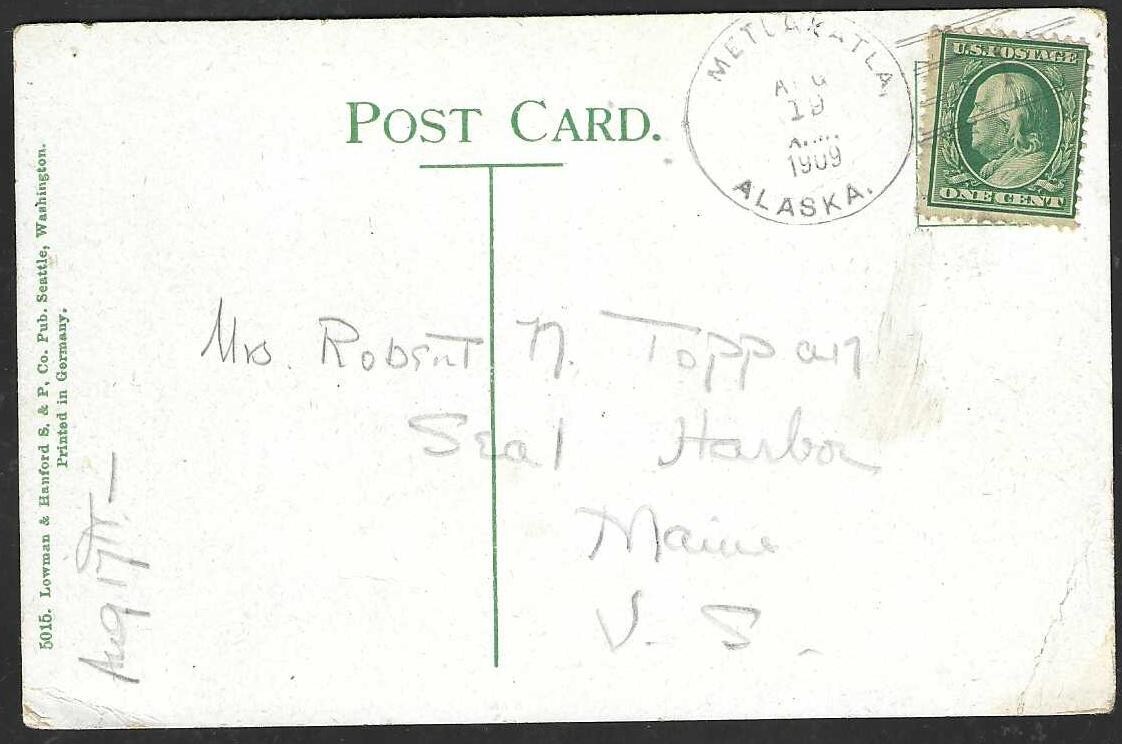 POST CARD.
METLAKATLA,
AUG
19
A.M.
1909
ALASKA.
U.S. POSTAGE
ONE CENT
Mrs. Robert N. Toppan
Seal Harbor
Maine
U. S.
Aug 17th. —
5015. Lowman & Hanford S. & P. Co. Pub. Seattle, Washington.
Printed in Germany.